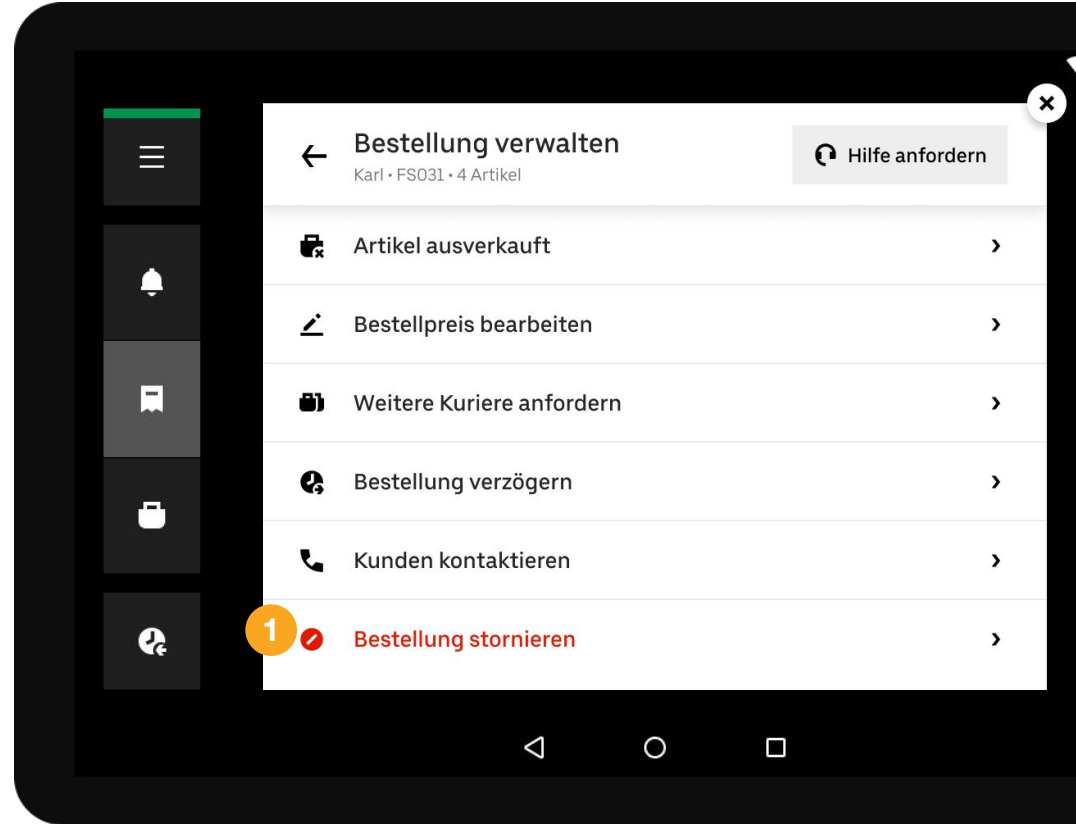 Bestellung verwalten
Karl • FS031 • 4 Artikel
Hilfe anfordern
Artikel ausverkauft
Bestellpreis bearbeiten
Weitere Kuriere anfordern
Bestellung verzögern
Kunden kontaktieren
1
Bestellung stornieren